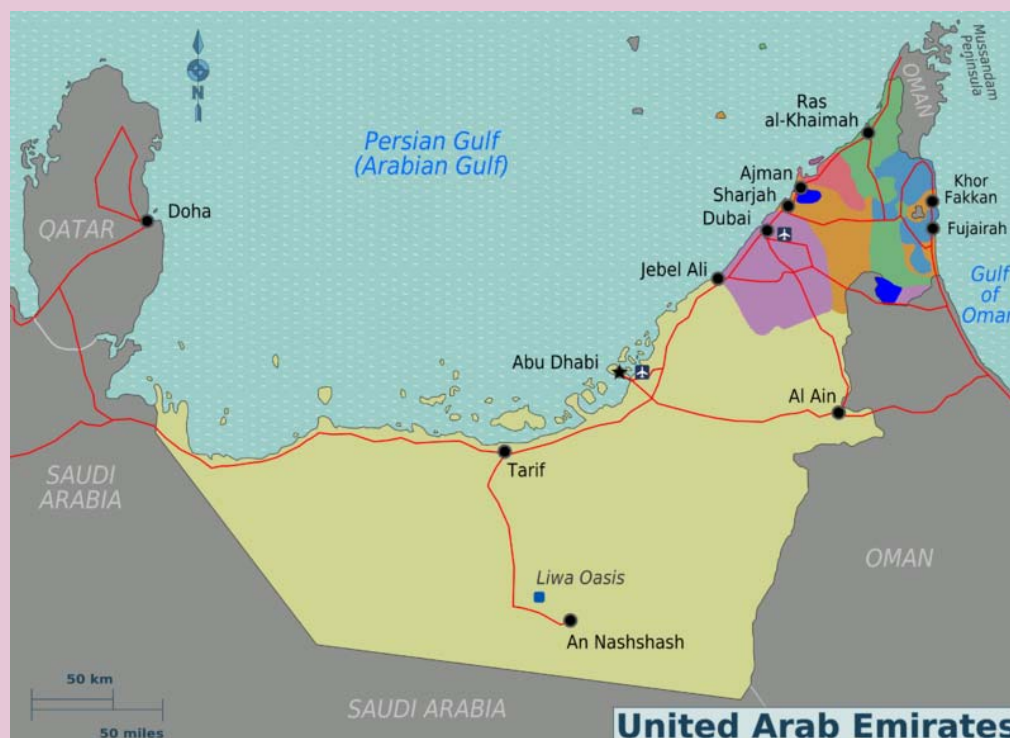 Mussandam
Peninsula
OMAN
N
Ras
al-Khaimah
Persian Gulf
(Arabian Gulf)
Ajman
Khor
Fakkan
Sharjah
Doha
Dubai
Fujairah
QATAR
Jebel Ali
Gulf
of
Oman
Abu Dhabi
Al Ain
Tarif
SAUDI
ARABIA
OMAN
Liwa Oasis
An Nashshash
50 km
SAUDI ARABIA
50 miles
United Arab Emirates